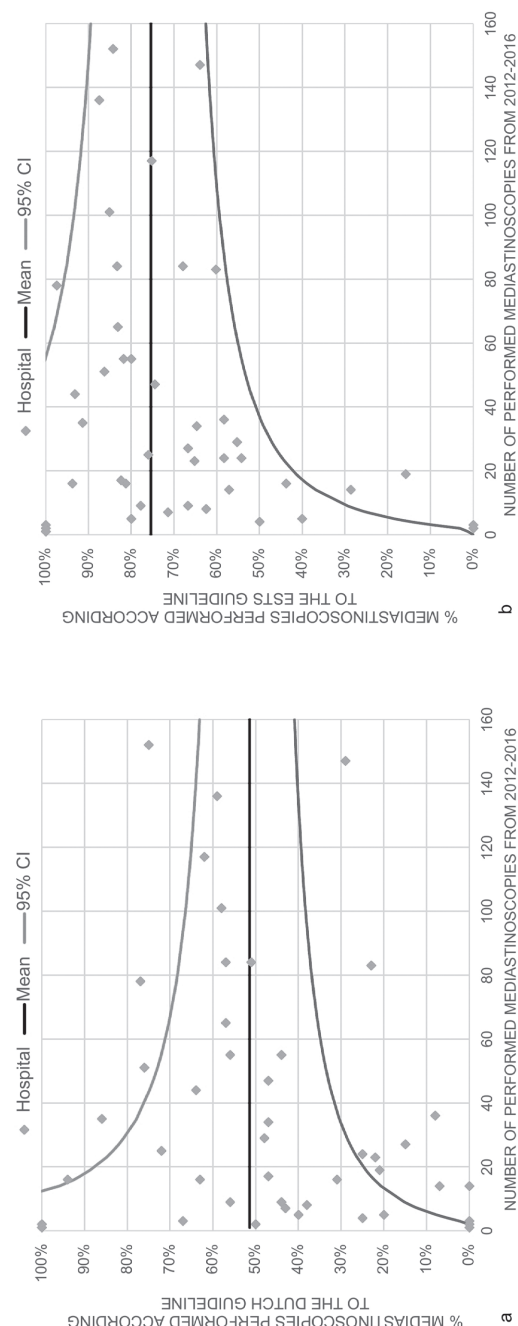 Hospital Mean 95% CI
% MEDIASTINOSCOPIES PERFORMED ACCORDING
TO THE DUTCH GUIDELINE
100%
90%
80%
70%
60%
50%
40%
30%
20%
10%
0%
0 20 40 60 80 100 120 140 160
NUMBER OF PERFORMED MEDIASTINOSCOPIES FROM 2012-2016
a
Hospital Mean 95% CI
% MEDIASTINOSCOPIES PERFORMED ACCORDING
TO THE ESTS GUIDELINE
100%
90%
80%
70%
60%
50%
40%
30%
20%
10%
0%
0 20 40 60 80 100 120 140 160
NUMBER OF PERFORMED MEDIASTINOSCOPIES FROM 2012-2016
b